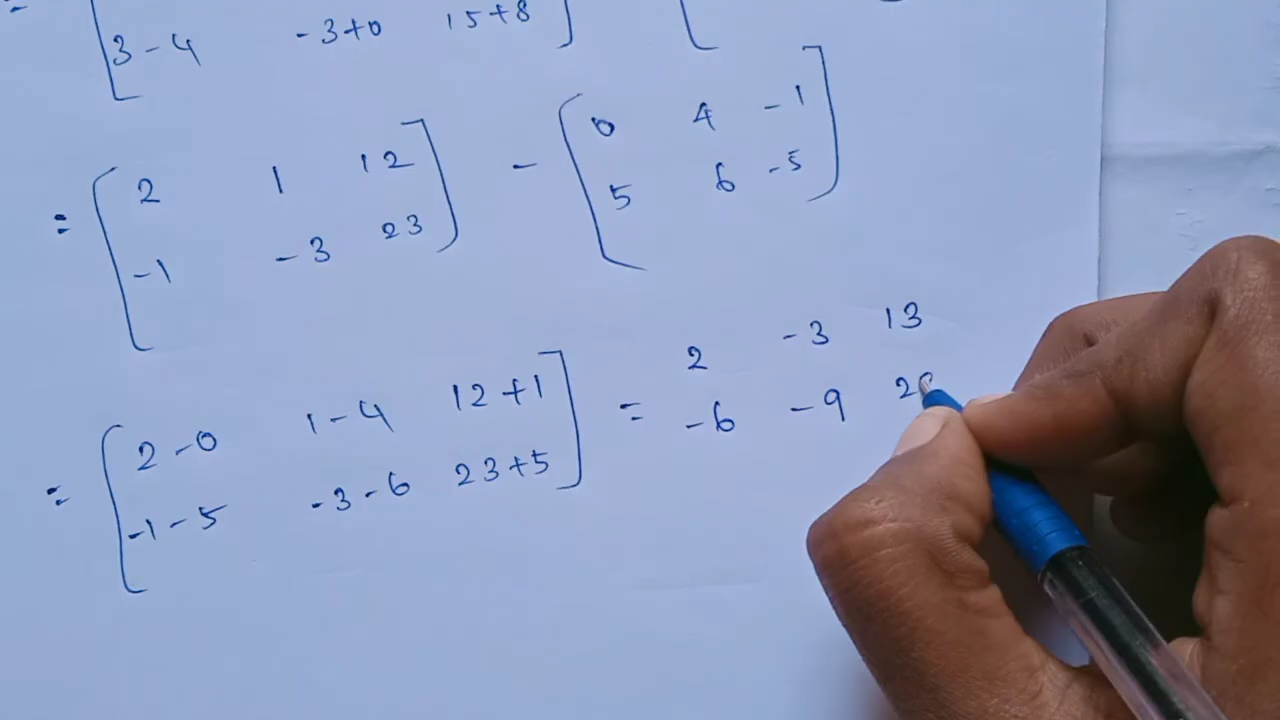 =
3-4 -3+0 15+8
= 2 1 12 - 0 4 -1
-1 -3 23 5 6 -5
= 2-0 1-4 12+1 = 2 -3 13
-1-5 -3-6 23+5 -6 -9